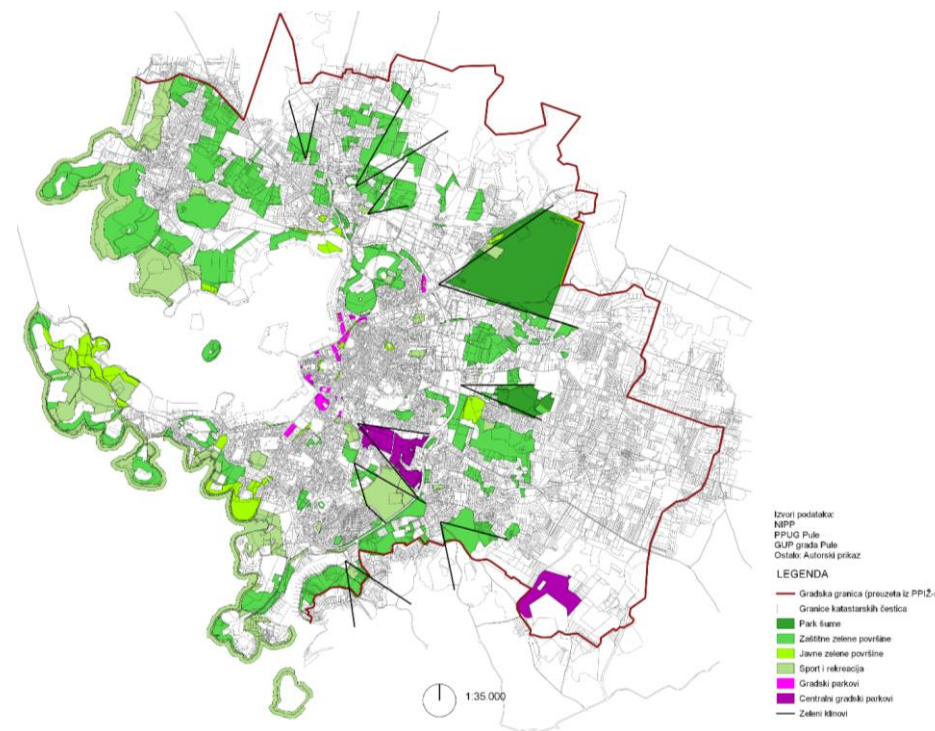 Izvori podataka:
NIPP
PPUG Pule
GUP grada Pule
Ostalo: Autorski prikaz
LEGENDA
Gradska granica (preuzeta iz PPIŽ-
Granice katastarskih čestica
Park šume
Zaštitne zelene površine
Javne zelene površine
Sport i rekreacija
Gradski parkovi
Centralni gradski parkovi
Zeleni klinovi
1:35.000